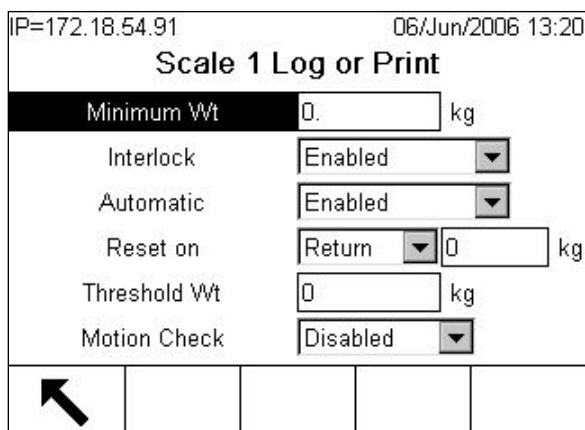 IP=172.18.54.91 06/Jun/2006 13:20
Scale 1 Log or Print
Minimum Wt 0. kg
Interlock Enabled
Automatic Enabled
Reset on Return 0 kg
Threshold Wt 0 kg
Motion Check Disabled